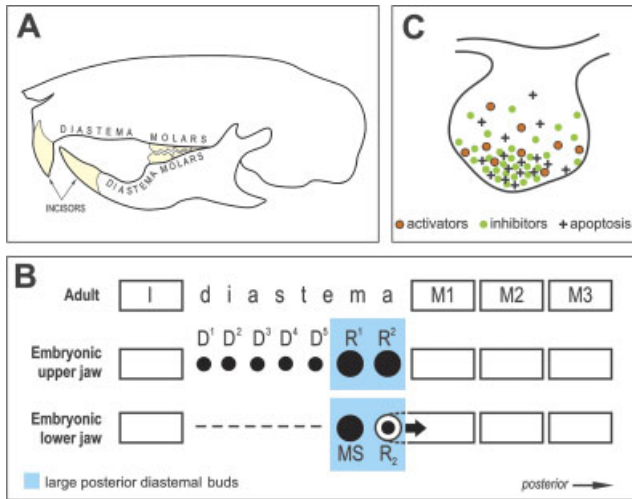 A
DIASTEMA
MOLARS
DIASTEMA
MOLARS
INCISORS
C
activators
inhibitors
+ apoptosis
B
Adult
I
d i a s t e m a
M1
M2
M3
D1 D2 D3 D4 D5 R1 R2
Embryonic
upper jaw
Embryonic
lower jaw
MS R2
large posterior diastemal buds
posterior